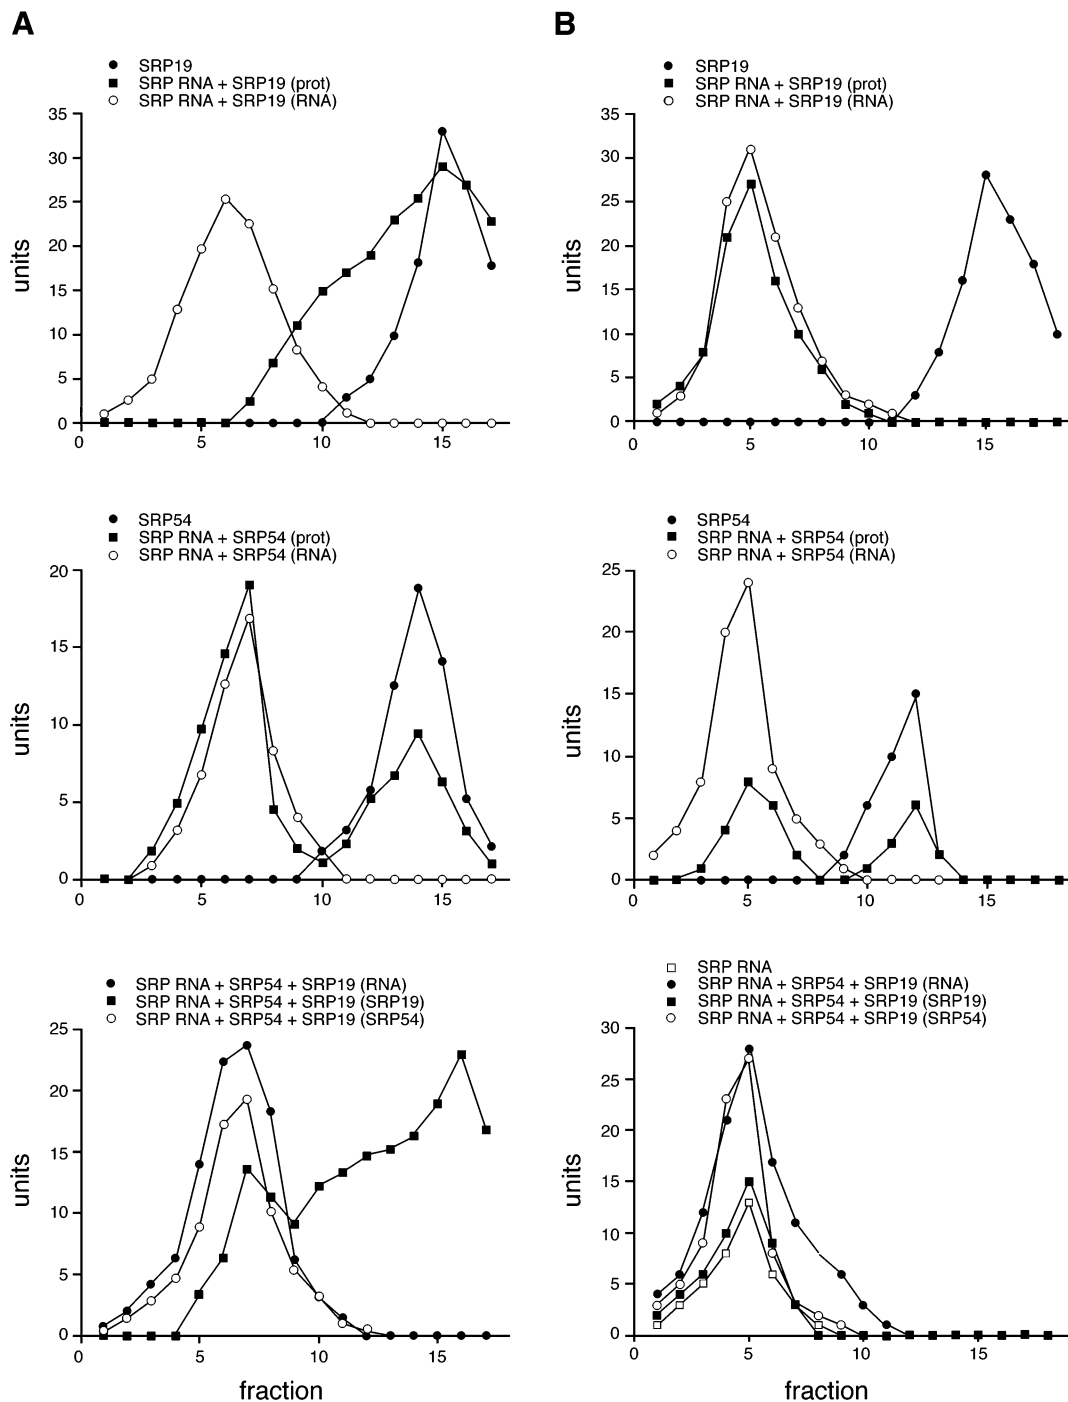 A
B
SRP19
SRP RNA + SRP19 (prot)
SRP RNA + SRP19 (RNA)
35
30
25
20
15
10
5
0
0 5 10 15
units
SRP19
SRP RNA + SRP19 (prot)
SRP RNA + SRP19 (RNA)
35
30
25
20
15
10
5
0
0 5 10 15
units
SRP54
SRP RNA + SRP54 (prot)
SRP RNA + SRP54 (RNA)
20
15
10
5
0
0 5 10 15
units
SRP54
SRP RNA + SRP54 (prot)
SRP RNA + SRP54 (RNA)
25
20
15
10
5
0
0 5 10 15
units
SRP RNA + SRP54 + SRP19 (RNA)
SRP RNA + SRP54 + SRP19 (SRP19)
SRP RNA + SRP54 + SRP19 (SRP54)
25
20
15
10
5
0
0 5 10 15
units
fraction
SRP RNA
SRP RNA + SRP54 + SRP19 (RNA)
SRP RNA + SRP54 + SRP19 (SRP19)
SRP RNA + SRP54 + SRP19 (SRP54)
30
25
20
15
10
5
0
0 5 10 15
units
fraction